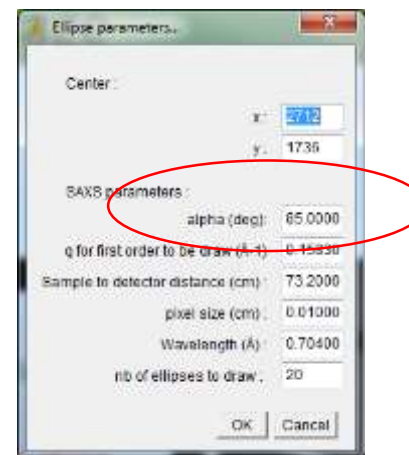 Ellipse parameters..
Center :
x: 2712
y: 1736
SAXS parameters :
alpha (deg): 85.0000
q for first order to be draw (Å-1)
Sample to detector distance (cm) : 73.2000
pixel size (cm) : 0.01000
Wavelength (Å) : 0.70400
nb of ellipses to draw : 20
OK Cancel